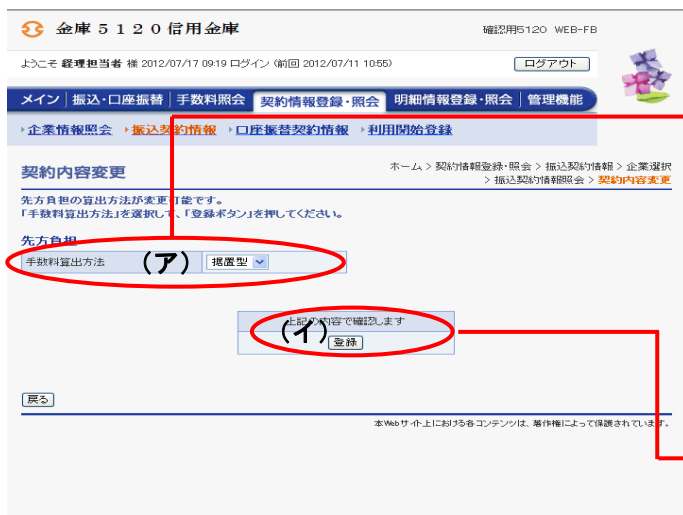 金庫５１２０信用金庫
確認用5120 WEB-FB
ようこそ 経理担当者 様 2012/07/17 09:19 ログイン (前回 2012/07/11 10:55)
ログアウト
メイン 振込・口座振替 手数料照会 契約情報登録・照会 明細情報登録・照会 管理機能
企業情報照会 振込契約情報 口座振替契約情報 利用開始登録
契約内容変更
ホーム > 契約情報登録・照会 > 振込契約情報 > 企業選択
> 振込契約情報照会 > 契約内容変更
先方負担の算出方法が変更可能です。
「手数料算出方法」を選択して、「登録ボタン」を押してください。
先方負担
手数料算出方法 （ア） 据置型
上記の内容で確認します
（イ） 登録
戻る
本Webサイト上における各コンテンツは、著作権によって保護されています。